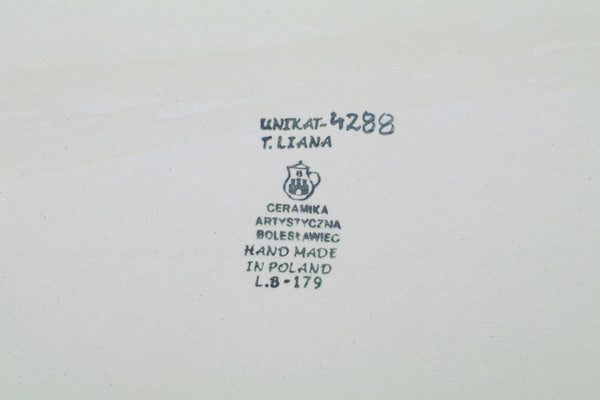 UNIKAT-4288
T. LIANA
B
CERAMIKA
ARTYSTYCZNA
BOLESŁAWIEC
HAND MADE
IN POLAND
L.B-179